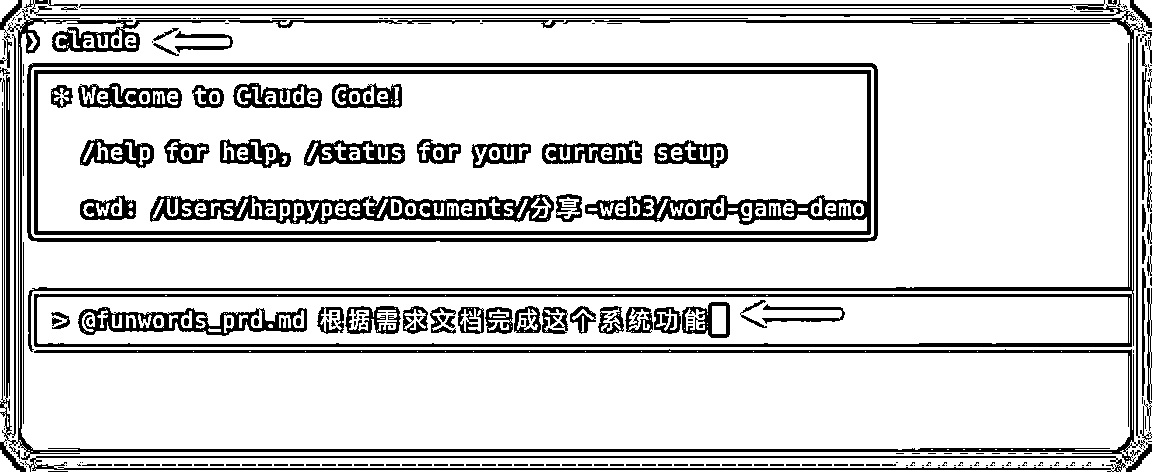 ❯ claude
* Welcome to Claude Code!
/help for help, /status for your current setup
cwd: /Users/happypeet/Documents/分享-web3/word-game-demo
> @funwords_prd.md 根据需求文档完成这个系统功能